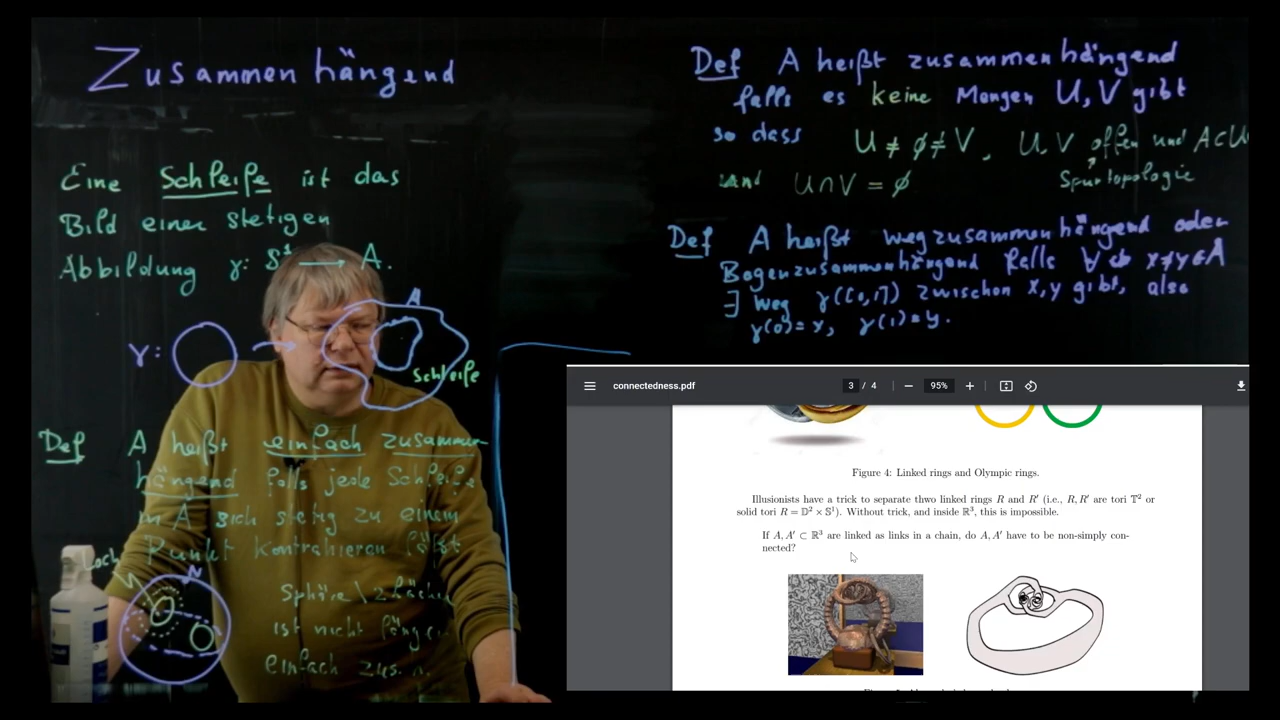 Zusammenhängend
Eine Schleife ist das
Bild einer stetigen
Abbildung γ: S¹ → A.
γ:
A
Schleife
Def A heißt einfach zusammen-
hängend falls jede Schleife
in A sich stetig zu einem
Punkt kontrahieren läßt
Loch
N
Sphäre \ 2 Löcher
ist nicht länger
einfach zus.
Def A heißt zusammenhängend
falls es keine Mengen U, V gibt
so dass U ≠ ∅ ≠ V, U, V offen und A ⊂ U
und U ∩ V = ∅
Spurtopologie
Def A heißt wegzusammenhängend oder
Bogenzusammenhängend falls ∀ x≠y∈A
∃ Weg γ([0,1]) zwischen x,y gibt, also
γ(0)=x, γ(1)=y.
connectedness.pdf 3 / 4 95%
Figure 4: Linked rings and Olympic rings.
Illusionists have a trick to separate thwo linked rings R and R′ (i.e., R, R′ are tori 𝕋² or
solid tori R = 𝔻² × 𝕊¹). Without trick, and inside ℝ³, this is impossible.
If A, A′ ⊂ ℝ³ are linked as links in a chain, do A, A′ have to be non-simply con-
nected?